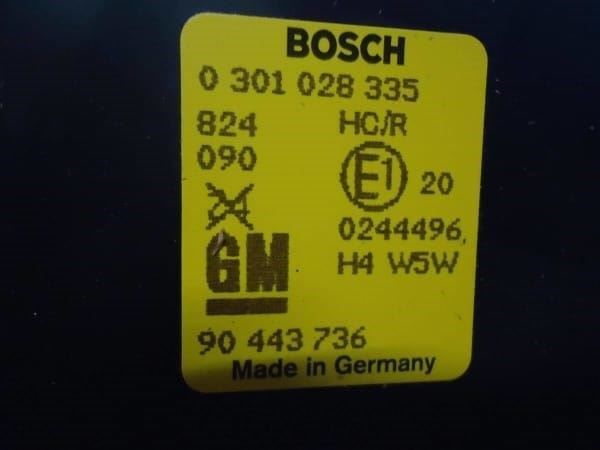 BOSCH
0 301 028 335
824 HC/R
090 E1 20
0244496
GM H4 W5W
90 443 736
Made in Germany